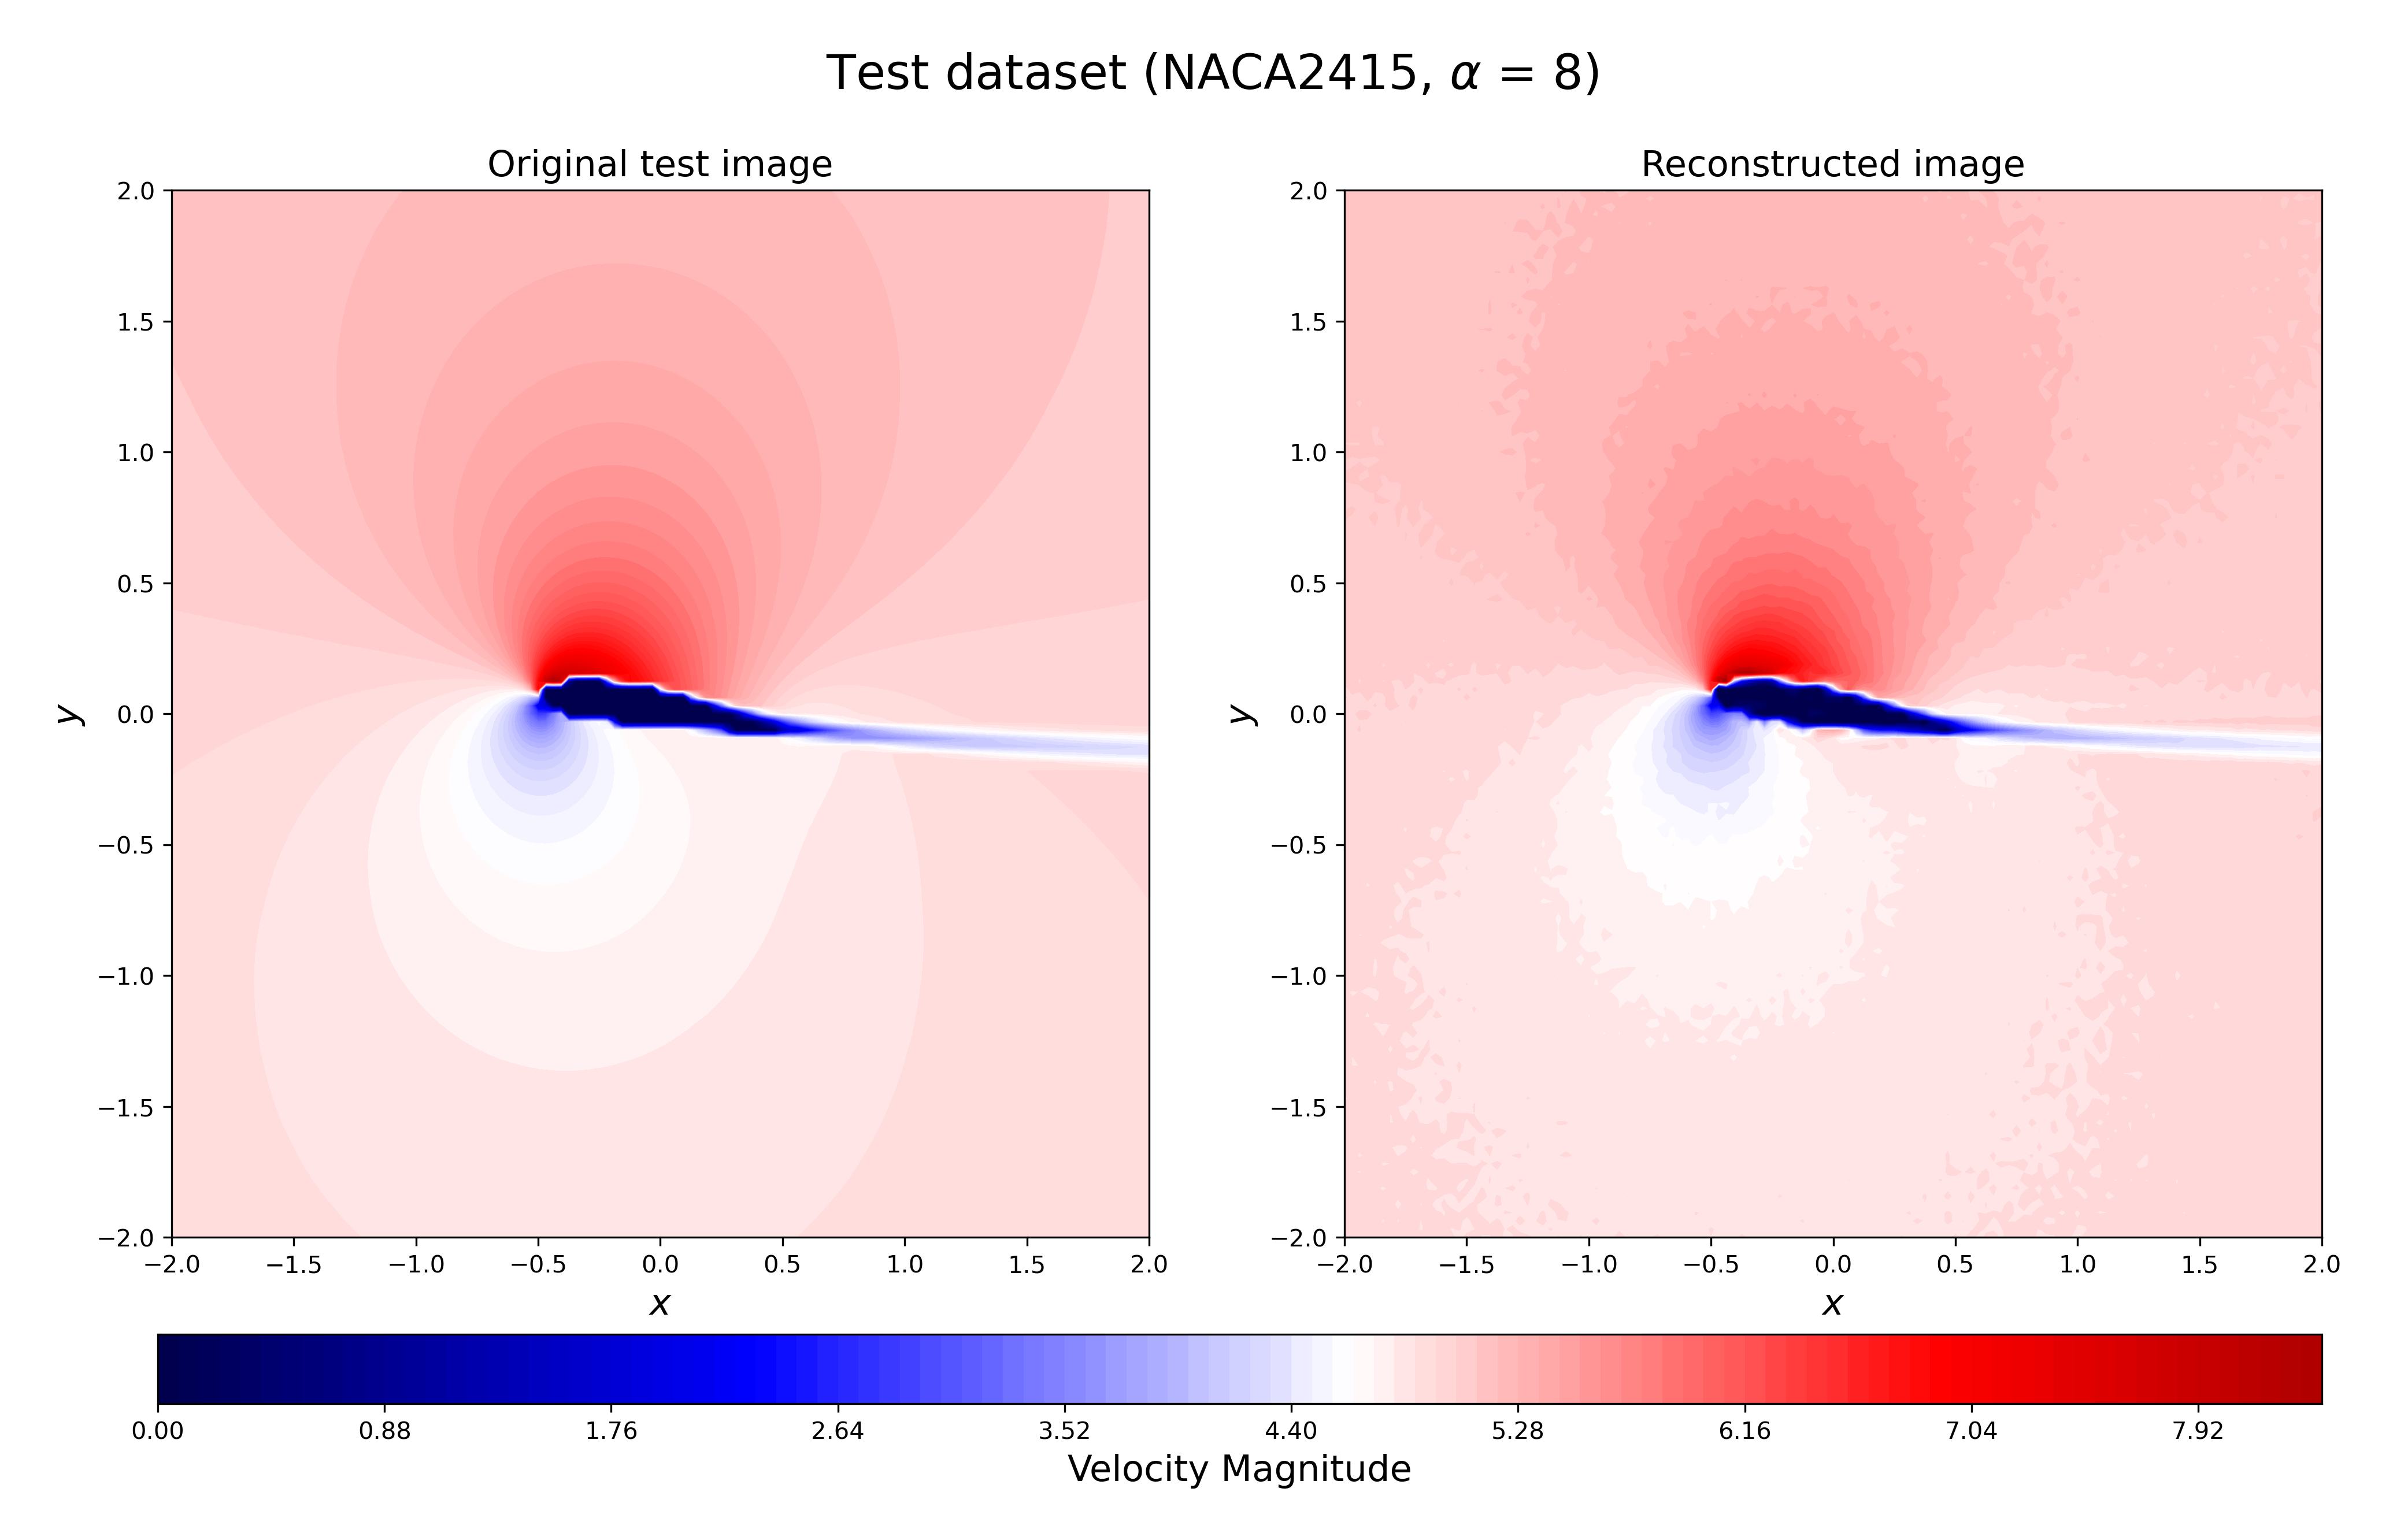 Test dataset (NACA2415, α = 8)
Original test image
Reconstructed image
2.0
1.5
1.0
0.5
0.0
−0.5
−1.0
−1.5
−2.0
y
−2.0 −1.5 −1.0 −0.5 0.0 0.5 1.0 1.5 2.0
x
2.0
1.5
1.0
0.5
0.0
−0.5
−1.0
−1.5
−2.0
y
−2.0 −1.5 −1.0 −0.5 0.0 0.5 1.0 1.5 2.0
x
0.00 0.88 1.76 2.64 3.52 4.40 5.28 6.16 7.04 7.92
Velocity Magnitude